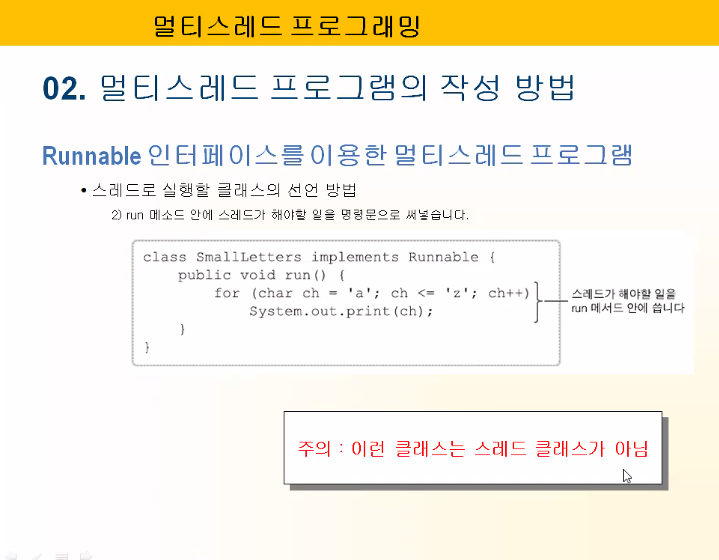 멀티스레드 프로그래밍
02. 멀티스레드 프로그램의 작성 방법
Runnable 인터페이스를 이용한 멀티스레드 프로그램
• 스레드로 실행할 클래스의 선언 방법
2) run 메소드 안에 스레드가 해야할 일을 명령문으로 써넣습니다.
class SmallLetters implements Runnable {
public void run() {
for (char ch = 'a'; ch <= 'z'; ch++)
System.out.print(ch);
}
}
스레드가 해야할 일을
run 메서드 안에 씁니다
주의 : 이런 클래스는 스레드 클래스가 아님